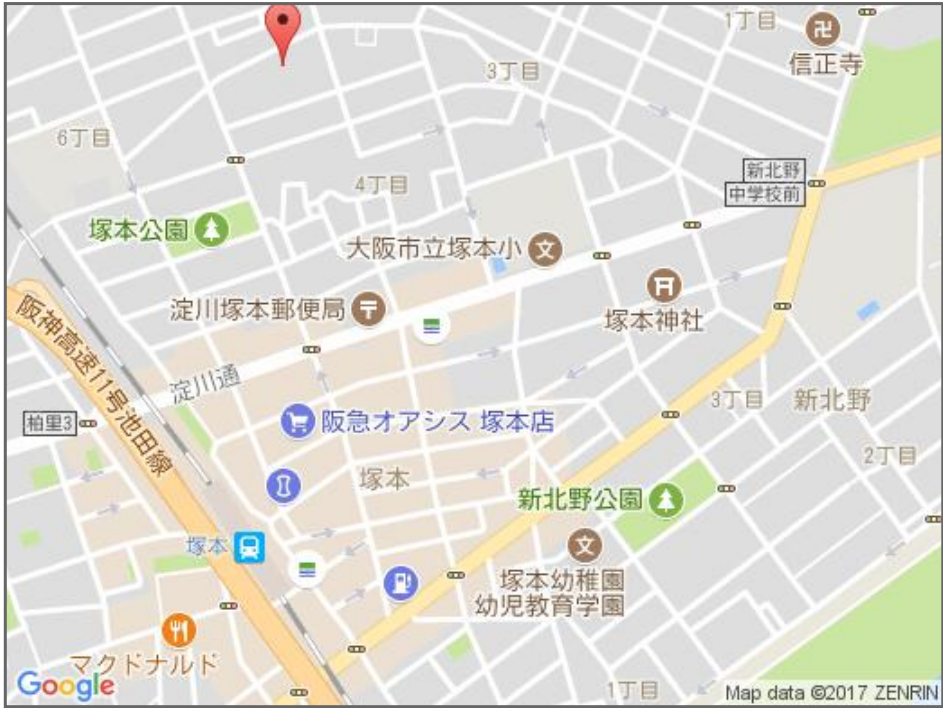 1丁目
信正寺
3丁目
6丁目
新北野
中学校前
4丁目
塚本公園
大阪市立塚本小
文
淀川塚本郵便局
塚本神社
阪神高速11号池田線
淀川通
柏里3
阪急オアシス 塚本店
3丁目
新北野
2丁目
塚本
新北野公園
塚本
文
塚本幼稚園
幼児教育学園
マクドナルド
Google
1丁目
Map data ©2017 ZENRIN